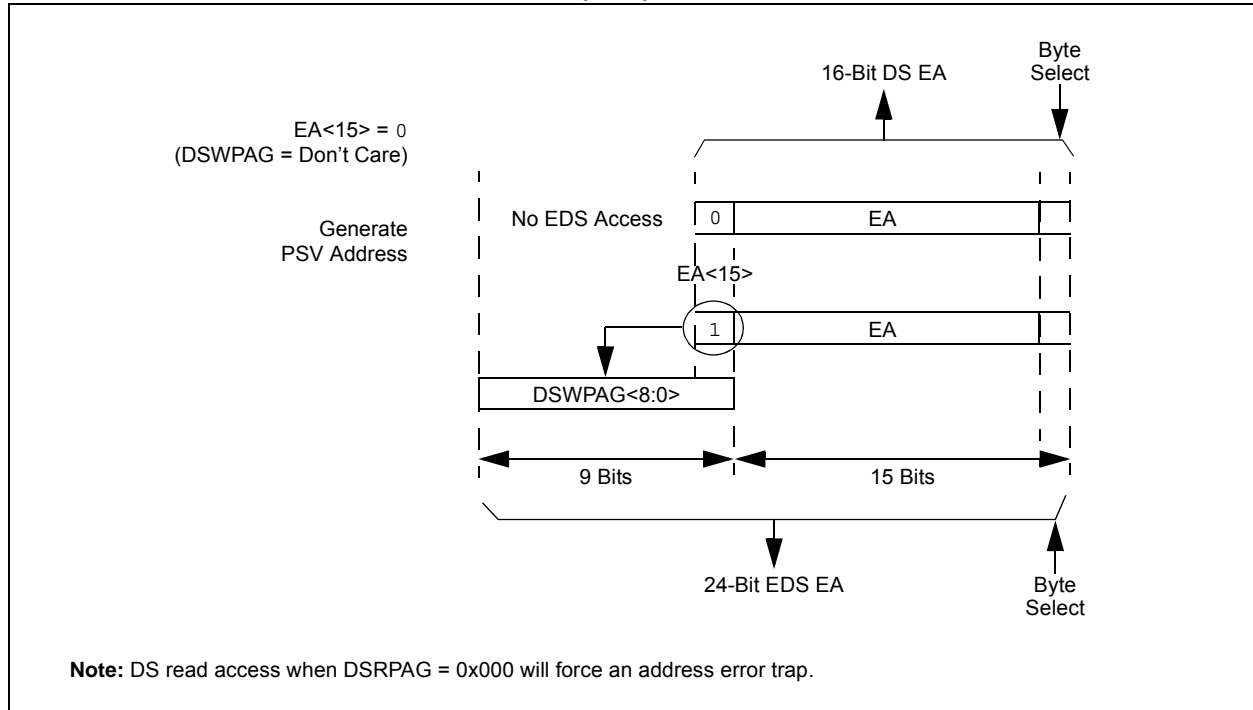 16-Bit DS EA
Byte
Select
EA<15> = 0
(DSWPAG = Don't Care)
Generate
PSV Address
No EDS Access
0
EA
EA<15>
1
EA
DSWPAG<8:0>
9 Bits
15 Bits
24-Bit EDS EA
Byte
Select
Note: DS read access when DSRPAG = 0x000 will force an address error trap.